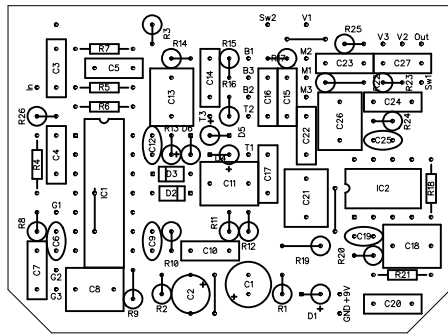 R3
Sw2
V1
R25
V3 V2 Out
R7
R14
R15
B1
R17
M2
C3
C5
C14
C23
C27
B3
M1
R16
R22
R23
Sw1
In
R5
C13
B2
C16
C15
M3
C24
R6
R26
T3
T2
C22
C26
R24
D5
C4
C12
R13
D6
C25
R4
T1
D4
D3
C11
C17
IC1
D2
C21
IC2
R18
G1
R8
C6
C9
R10
R11
R12
C19
C18
C10
R19
R20
C7
G2
R21
G3
C8
R9
R2
C2
C1
R1
D1
GND
+9V
C20